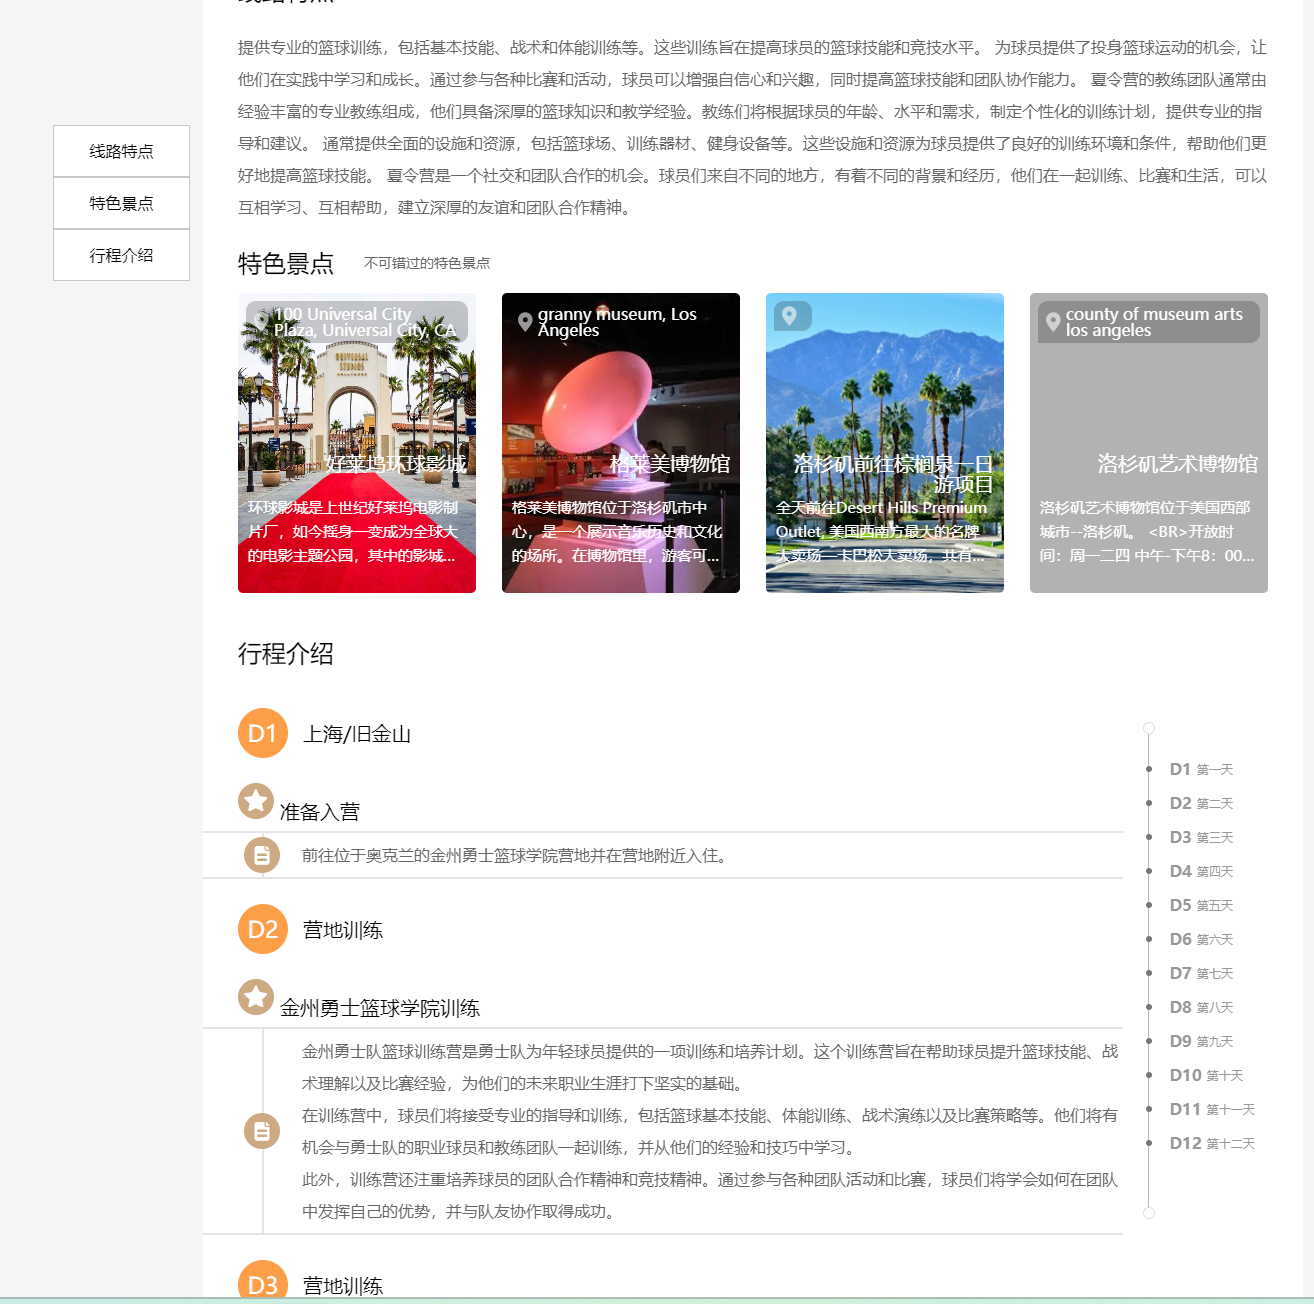 提供专业的篮球训练，包括基本技能、战术和体能训练等。这些训练旨在提高球员的篮球技能和竞技水平。 为球员提供了投身篮球运动的机会，让
他们在实践中学习和成长。通过参与各种比赛和活动，球员可以增强自信心和兴趣，同时提高篮球技能和团队协作能力。 夏令营的教练团队通常由
经验丰富的专业教练组成，他们具备深厚的篮球知识和教学经验。教练们将根据球员的年龄、水平和需求，制定个性化的训练计划，提供专业的指
导和建议。 通常提供全面的设施和资源，包括篮球场、训练器材、健身设备等。这些设施和资源为球员提供了良好的训练环境和条件，帮助他们更
好地提高篮球技能。 夏令营是一个社交和团队合作的机会。球员们来自不同的地方，有着不同的背景和经历，他们在一起训练、比赛和生活，可以
互相学习、互相帮助，建立深厚的友谊和团队合作精神。
线路特点
特色景点
行程介绍
特色景点 不可错过的特色景点
100 Universal City
Plaza, Universal City, CA
UNIVERSAL
STUDIOS
好莱坞环球影城
环球影城是上世纪好莱坞电影制
片厂，如今摇身一变成为全球大
的电影主题公园，其中的影城...
granny museum, Los
Angeles
格莱美博物馆
格莱美博物馆位于洛杉矶市中
心，是一个展示音乐历史和文化
的场所。在博物馆里，游客可...
洛杉矶前往棕榈泉一日
游项目
全天前往Desert Hills Premium
Outlet, 美国西南方最大的名牌
大卖场—卡巴松大卖场，共有...
county of museum arts
los angeles
洛杉矶艺术博物馆
洛杉矶艺术博物馆位于美国西部
城市--洛杉矶。 <BR>开放时
间：周一二四 中午-下午8：00...
行程介绍
D1 上海/旧金山
准备入营
前往位于奥克兰的金州勇士篮球学院营地并在营地附近入住。
D2 营地训练
金州勇士篮球学院训练
金州勇士队篮球训练营是勇士队为年轻球员提供的一项训练和培养计划。这个训练营旨在帮助球员提升篮球技能、战
术理解以及比赛经验，为他们的未来职业生涯打下坚实的基础。
在训练营中，球员们将接受专业的指导和训练，包括篮球基本技能、体能训练、战术演练以及比赛策略等。他们将有
机会与勇士队的职业球员和教练团队一起训练，并从他们的经验和技巧中学习。
此外，训练营还注重培养球员的团队合作精神和竞技精神。通过参与各种团队活动和比赛，球员们将学会如何在团队
中发挥自己的优势，并与队友协作取得成功。
D3 营地训练
D1 第一天
D2 第二天
D3 第三天
D4 第四天
D5 第五天
D6 第六天
D7 第七天
D8 第八天
D9 第九天
D10 第十天
D11 第十一天
D12 第十二天